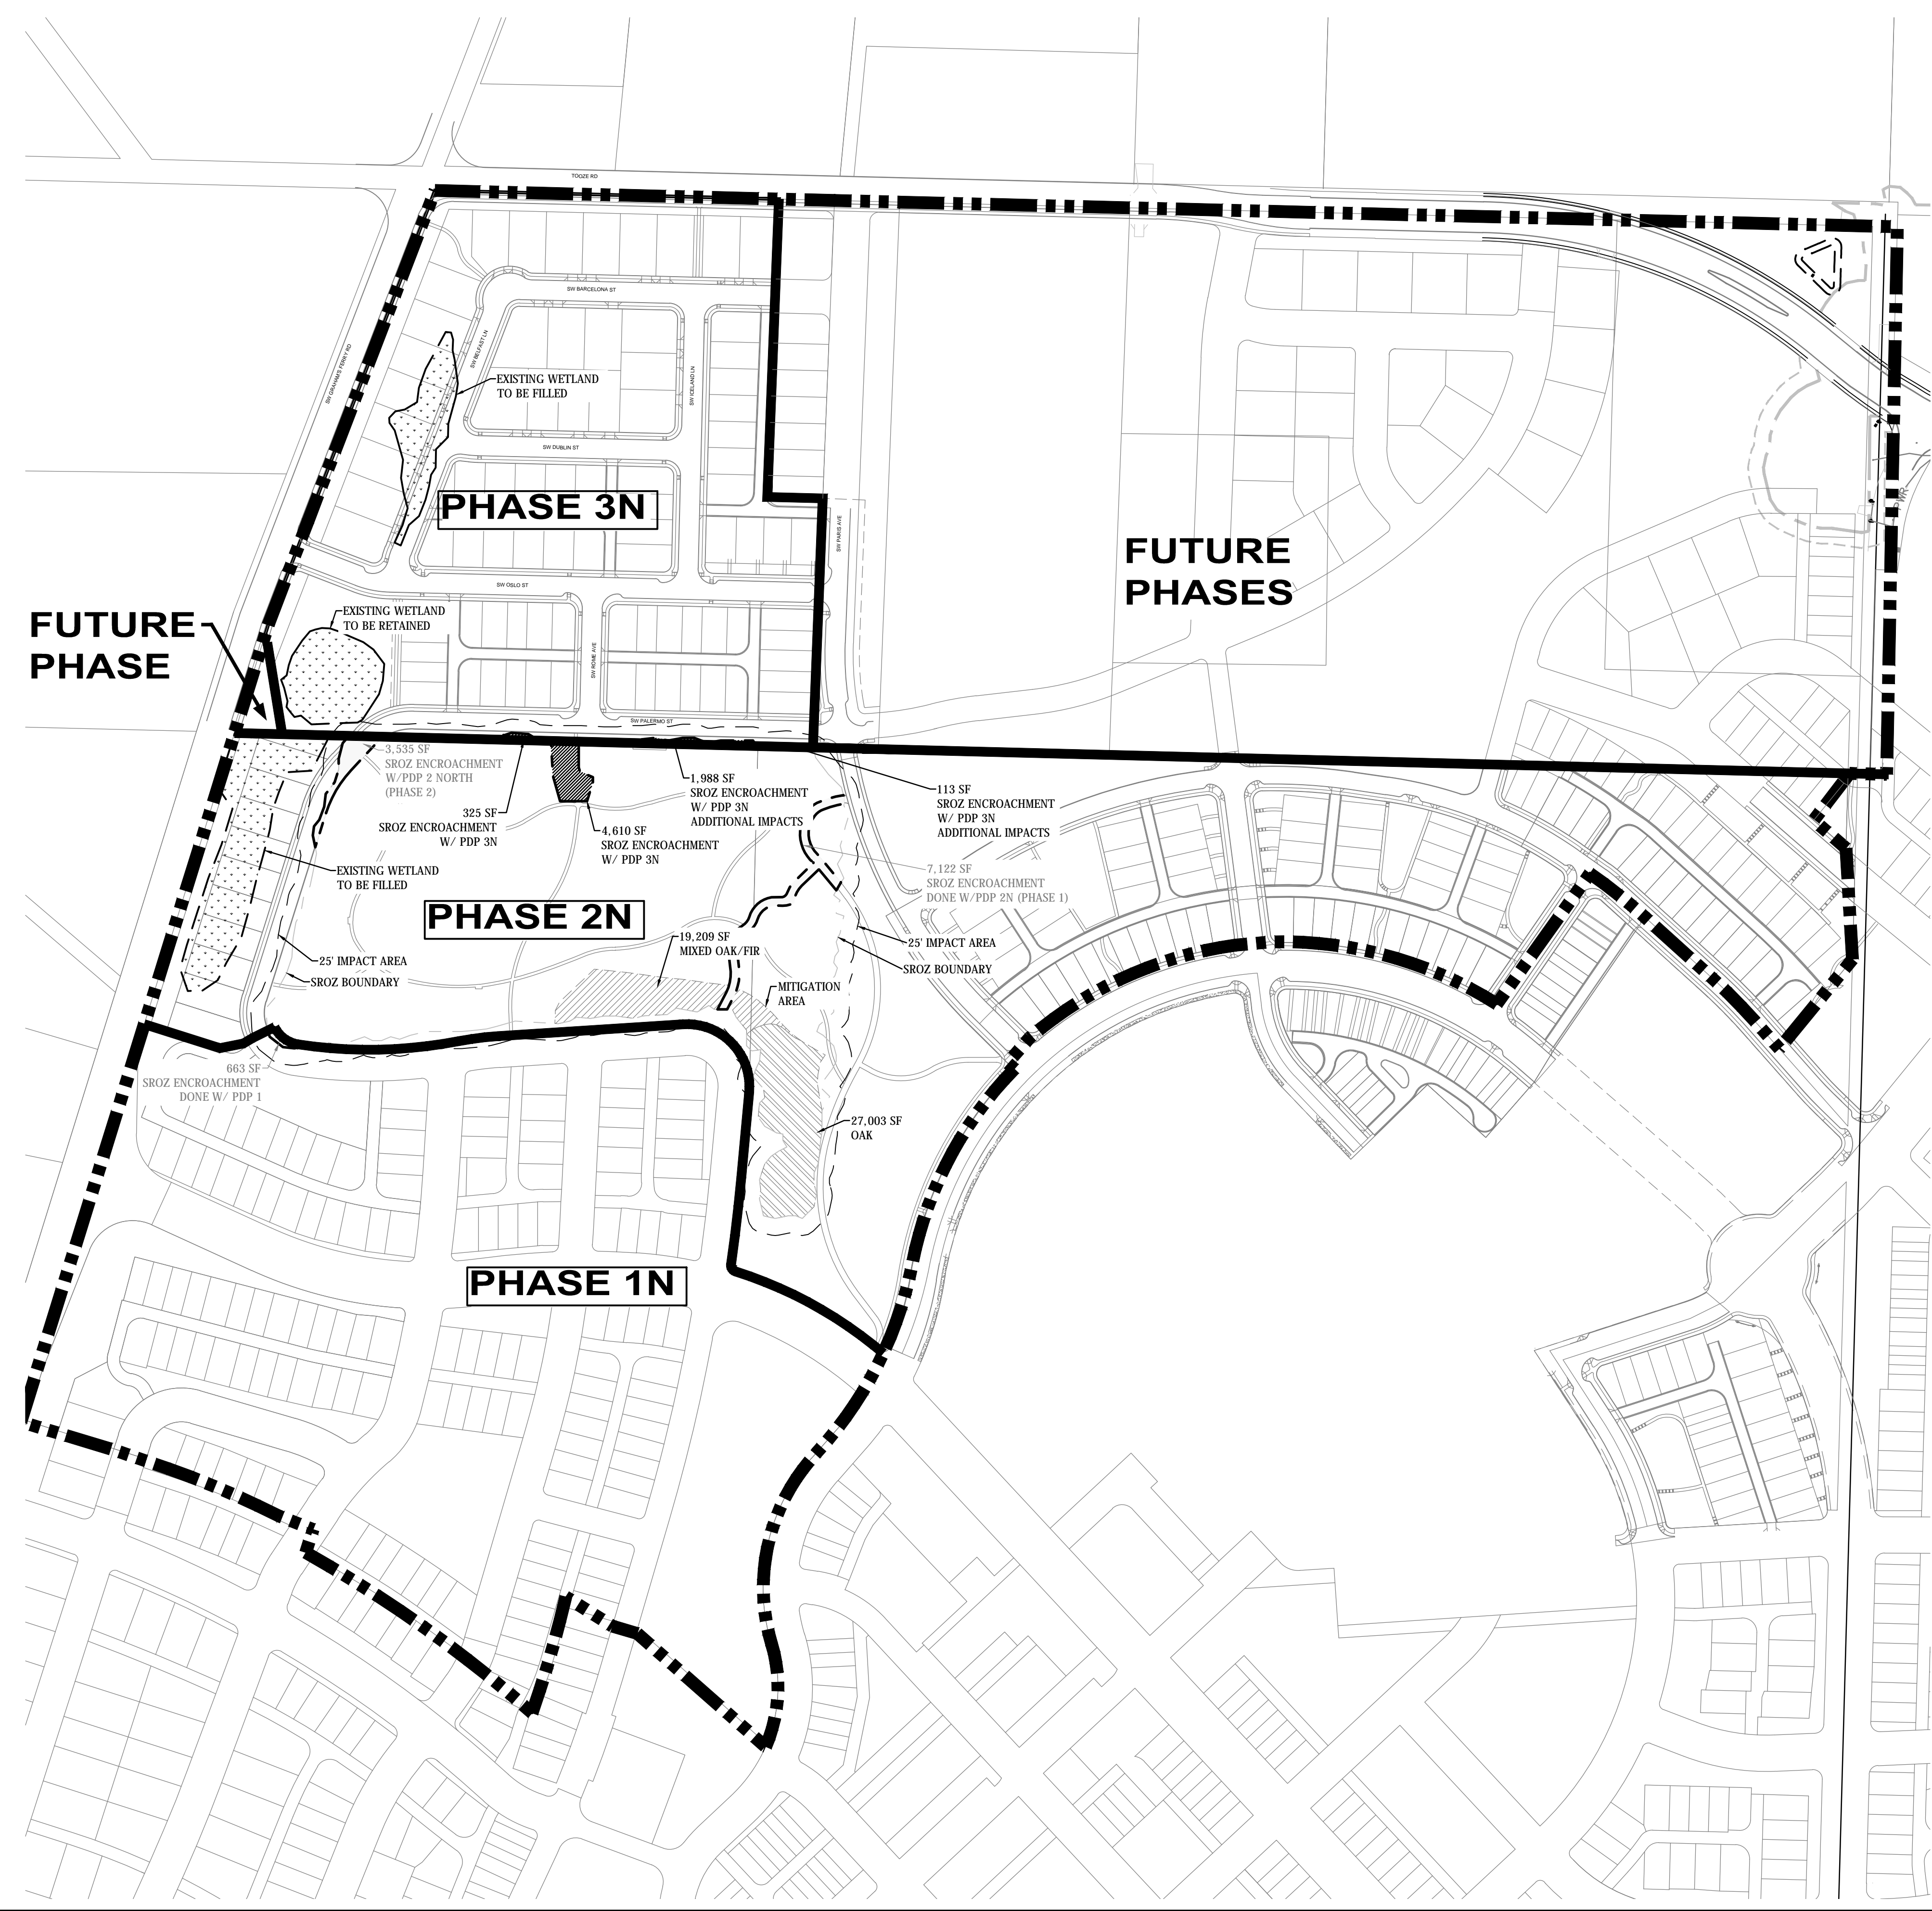 TOOZE RD
SW BARCELONA ST
SW GRAHAM'S FERRY RD
SW BELFAST LN
SW ICELAND LN
EXISTING WETLAND
TO BE FILLED
SW DUBLIN ST
PHASE 3N
SW PARIS AVE
FUTURE
PHASES
SW OSLO ST
FUTURE
PHASE
EXISTING WETLAND
TO BE RETAINED
SW ROME AVE
SW PALERMO ST
3,535 SF
SROZ ENCROACHMENT
W/PDP 2 NORTH
(PHASE 2)
325 SF
SROZ ENCROACHMENT
W/ PDP 3N
4,610 SF
SROZ ENCROACHMENT
W/ PDP 3N
1,988 SF
SROZ ENCROACHMENT
W/ PDP 3N
ADDITIONAL IMPACTS
113 SF
SROZ ENCROACHMENT
W/ PDP 3N
ADDITIONAL IMPACTS
7,122 SF
SROZ ENCROACHMENT
DONE W/PDP 2N (PHASE 1)
EXISTING WETLAND
TO BE FILLED
PHASE 2N
19,209 SF
MIXED OAK/FIR
25' IMPACT AREA
SROZ BOUNDARY
25' IMPACT AREA
SROZ BOUNDARY
MITIGATION
AREA
663 SF
SROZ ENCROACHMENT
DONE W/ PDP 1
27,003 SF
OAK
PHASE 1N